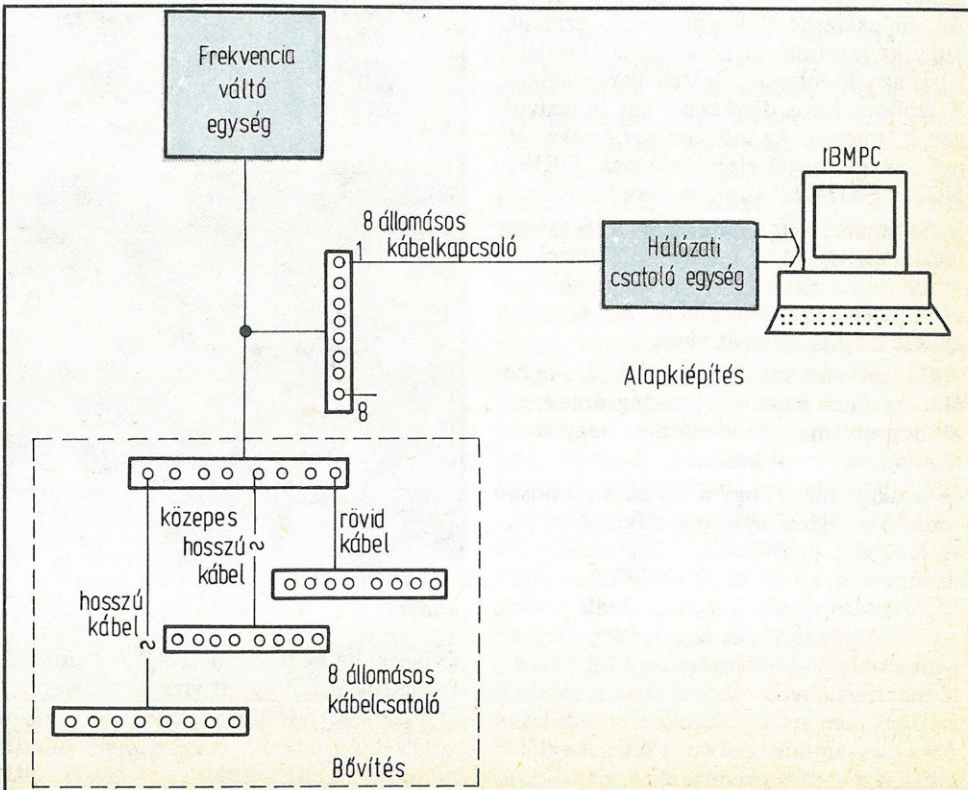 Frekvencia
váltó
egység
IBMPC
8 állomásos
kábelkapcsoló
1
Hálózati
csatoló egység
8
Alapkiépítés
közepes
hosszú
kábel
rövid
kábel
hosszú
kábel
8 állomásos
kábelcsatoló
Bővítés